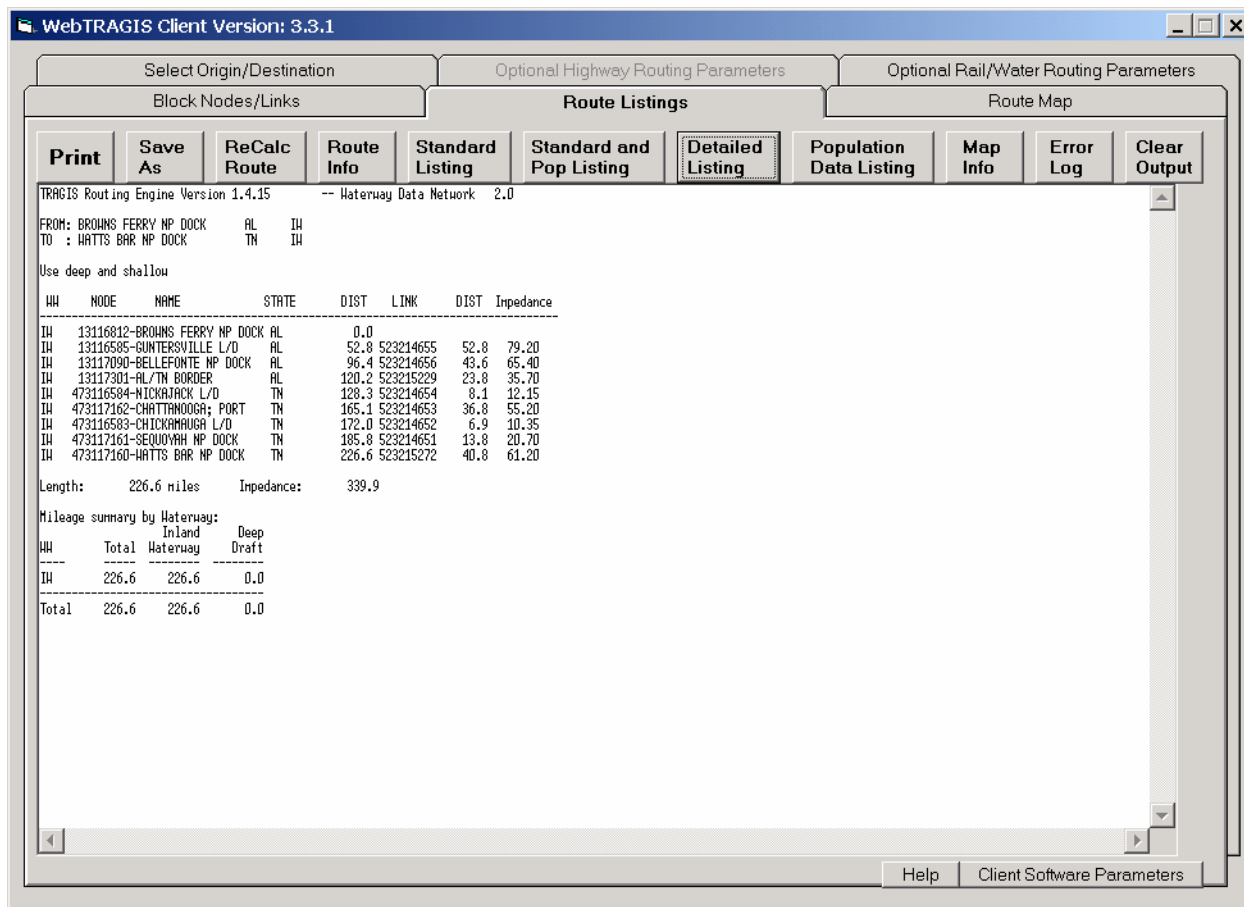 WebTRAGIS Client Version: 3.3.1
Select Origin/Destination Optional Highway Routing Parameters Optional Rail/Water Routing Parameters
Block Nodes/Links Route Listings Route Map
Print Save As ReCalc Route Route Info Standard Listing Standard and Pop Listing Detailed Listing Population Data Listing Map Info Error Log Clear Output
TRAGIS Routing Engine Version 1.4.15 -- Waterway Data Network 2.0
FROM: BROWNS FERRY NP DOCK AL IW
TO : WATTS BAR NP DOCK TN IW
Use deep and shallow
WW NODE NAME STATE DIST LINK DIST Impedance
IW 13116812-BROWNS FERRY NP DOCK AL 0.0
IW 13116585-GUNTERSVILLE L/D AL 52.8 523214655 52.8 79.20
IW 13117090-BELLEFONTE NP DOCK AL 96.4 523214656 43.6 65.40
IW 13117301-AL/TN BORDER AL 120.2 523215229 23.8 35.70
IW 473116584-NICKAJACK L/D TN 128.3 523214654 8.1 12.15
IW 473117162-CHATTANOOGA; PORT TN 165.1 523214653 36.8 55.20
IW 473116583-CHICKAMAUGA L/D TN 172.0 523214652 6.9 10.35
IW 473117161-SEQUOYAH NP DOCK TN 185.8 523214651 13.8 20.70
IW 473117160-WATTS BAR NP DOCK TN 226.6 523215272 40.8 61.20
Length: 226.6 miles Impedance: 339.9
Mileage summary by Waterway:
Inland Deep
WW Total Waterway Draft
IW 226.6 226.6 0.0
Total 226.6 226.6 0.0
Help Client Software Parameters